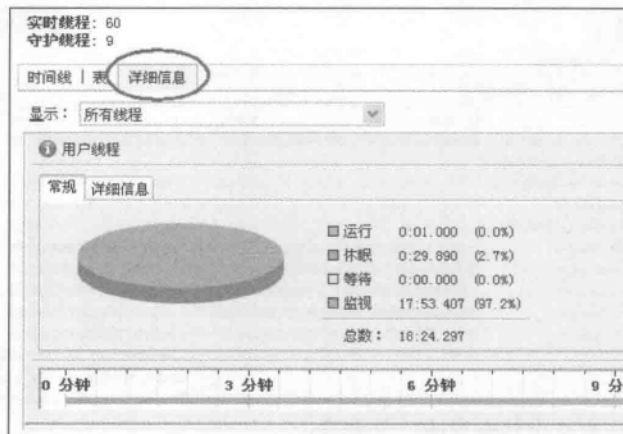 实时线程: 60
守护线程: 9
时间线 | 表 详细信息
显示: 所有线程
用户线程
常规 详细信息
运行 0:01.000 (0.0%)
休眠 0:29.890 (2.7%)
等待 0:00.000 (0.0%)
监视 17:53.407 (97.2%)
总数: 18:24.297
0 分钟 3 分钟 6 分钟 9 分